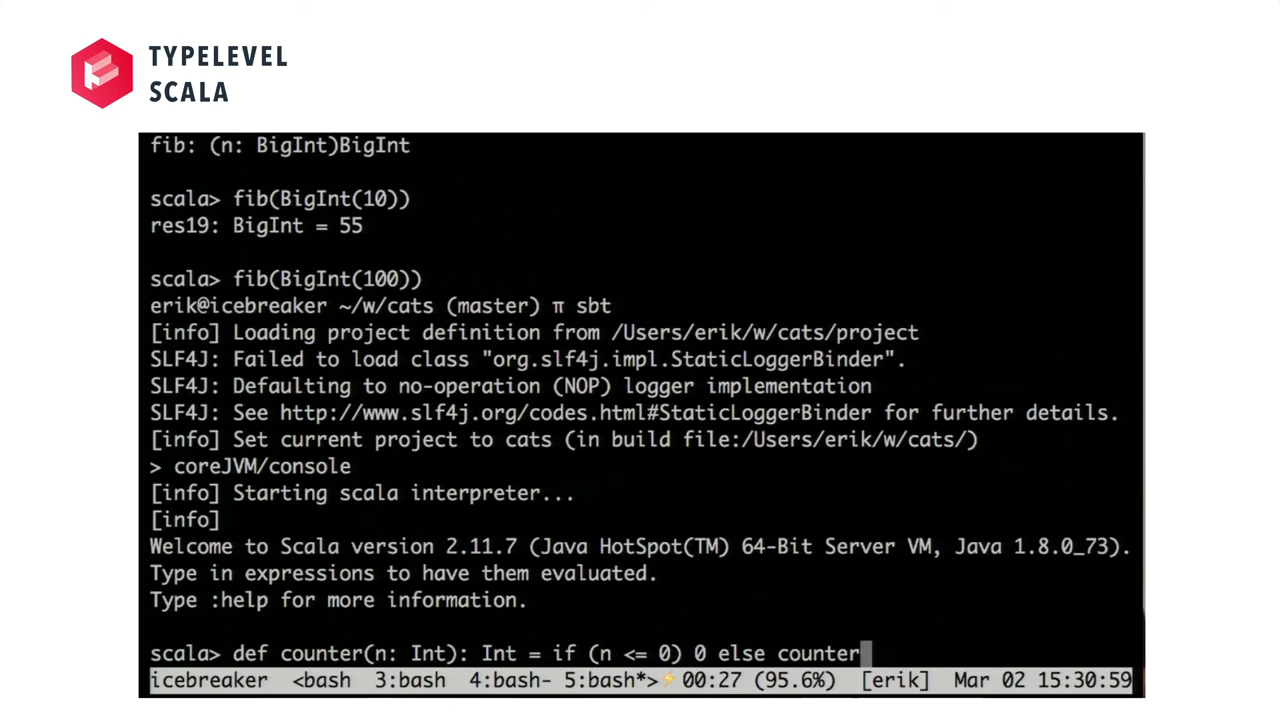 TYPELEVEL
SCALA
fib: (n: BigInt)BigInt
scala> fib(BigInt(10))
res19: BigInt = 55
scala> fib(BigInt(100))
erik@icebreaker ~/w/cats (master) π sbt
[info] Loading project definition from /Users/erik/w/cats/project
SLF4J: Failed to load class "org.slf4j.impl.StaticLoggerBinder".
SLF4J: Defaulting to no-operation (NOP) logger implementation
SLF4J: See http://www.slf4j.org/codes.html#StaticLoggerBinder for further details.
[info] Set current project to cats (in build file:/Users/erik/w/cats/)
> coreJVM/console
[info] Starting scala interpreter...
[info]
Welcome to Scala version 2.11.7 (Java HotSpot(TM) 64-Bit Server VM, Java 1.8.0_73).
Type in expressions to have them evaluated.
Type :help for more information.
scala> def counter(n: Int): Int = if (n <= 0) 0 else counter
icebreaker <bash 3:bash 4:bash- 5:bash*>⚡00:27 (95.6%) [erik] Mar 02 15:30:59